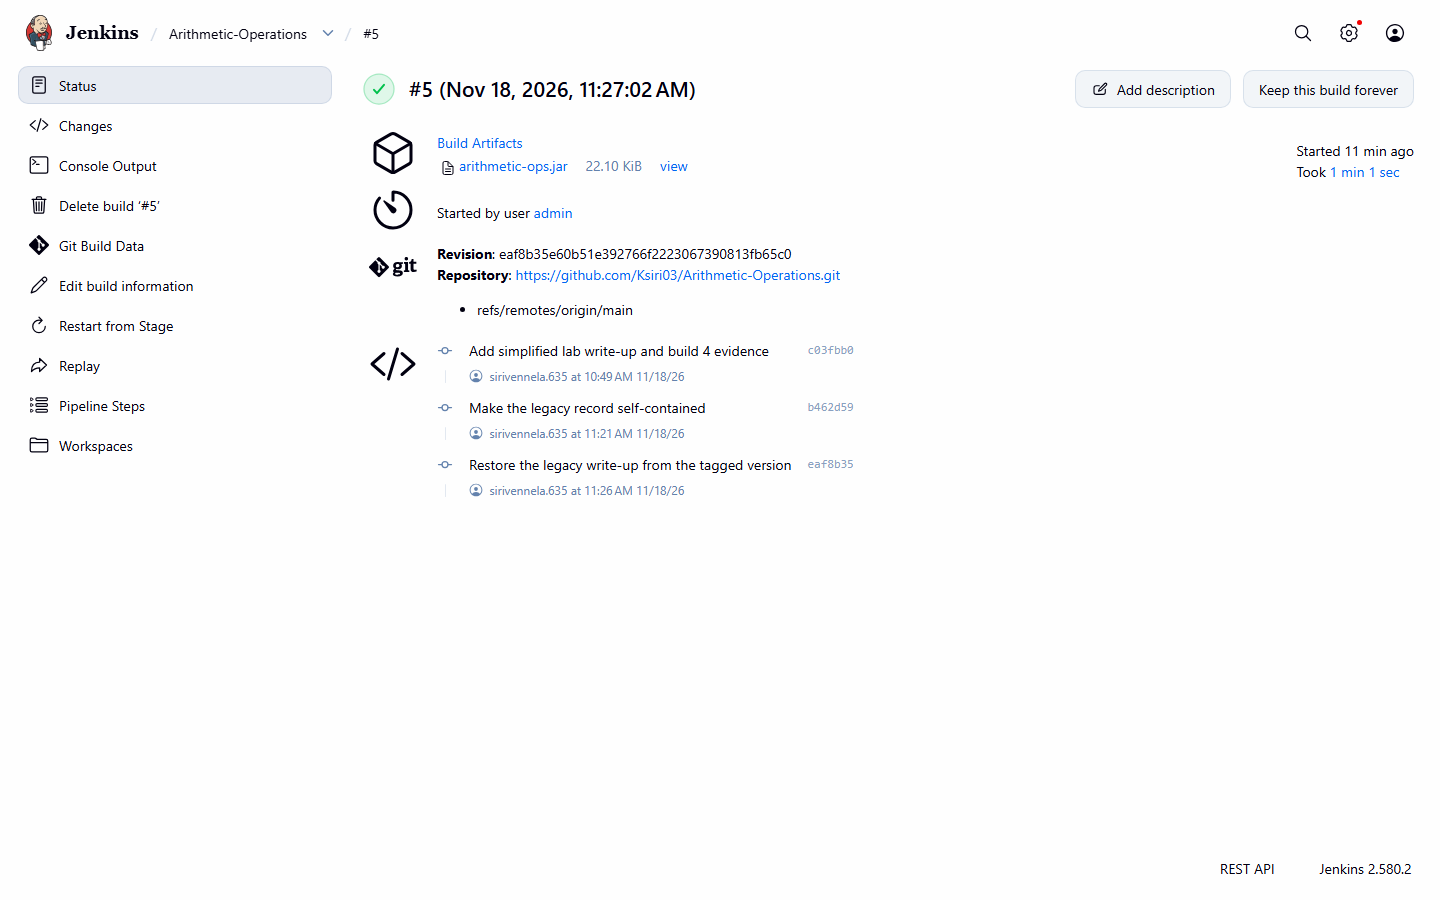 Jenkins / Arithmetic-Operations / #5
Status
Changes
Console Output
Delete build ‘#5’
Git Build Data
Edit build information
Restart from Stage
Replay
Pipeline Steps
Workspaces
#5 (Nov 18, 2026, 11:27:02 AM)
Add description
Keep this build forever
Build Artifacts
arithmetic-ops.jar 22.10 KiB view
Started 11 min ago
Took 1 min 1 sec
Started by user admin
git
Revision: eaf8b35e60b51e392766f2223067390813fb65c0
Repository: https://github.com/Ksiri03/Arithmetic-Operations.git
refs/remotes/origin/main
Add simplified lab write-up and build 4 evidence c03fbb0
sirivennela.635 at 10:49 AM 11/18/26
Make the legacy record self-contained b462d59
sirivennela.635 at 11:21 AM 11/18/26
Restore the legacy write-up from the tagged version eaf8b35
sirivennela.635 at 11:26 AM 11/18/26
REST API
Jenkins 2.580.2